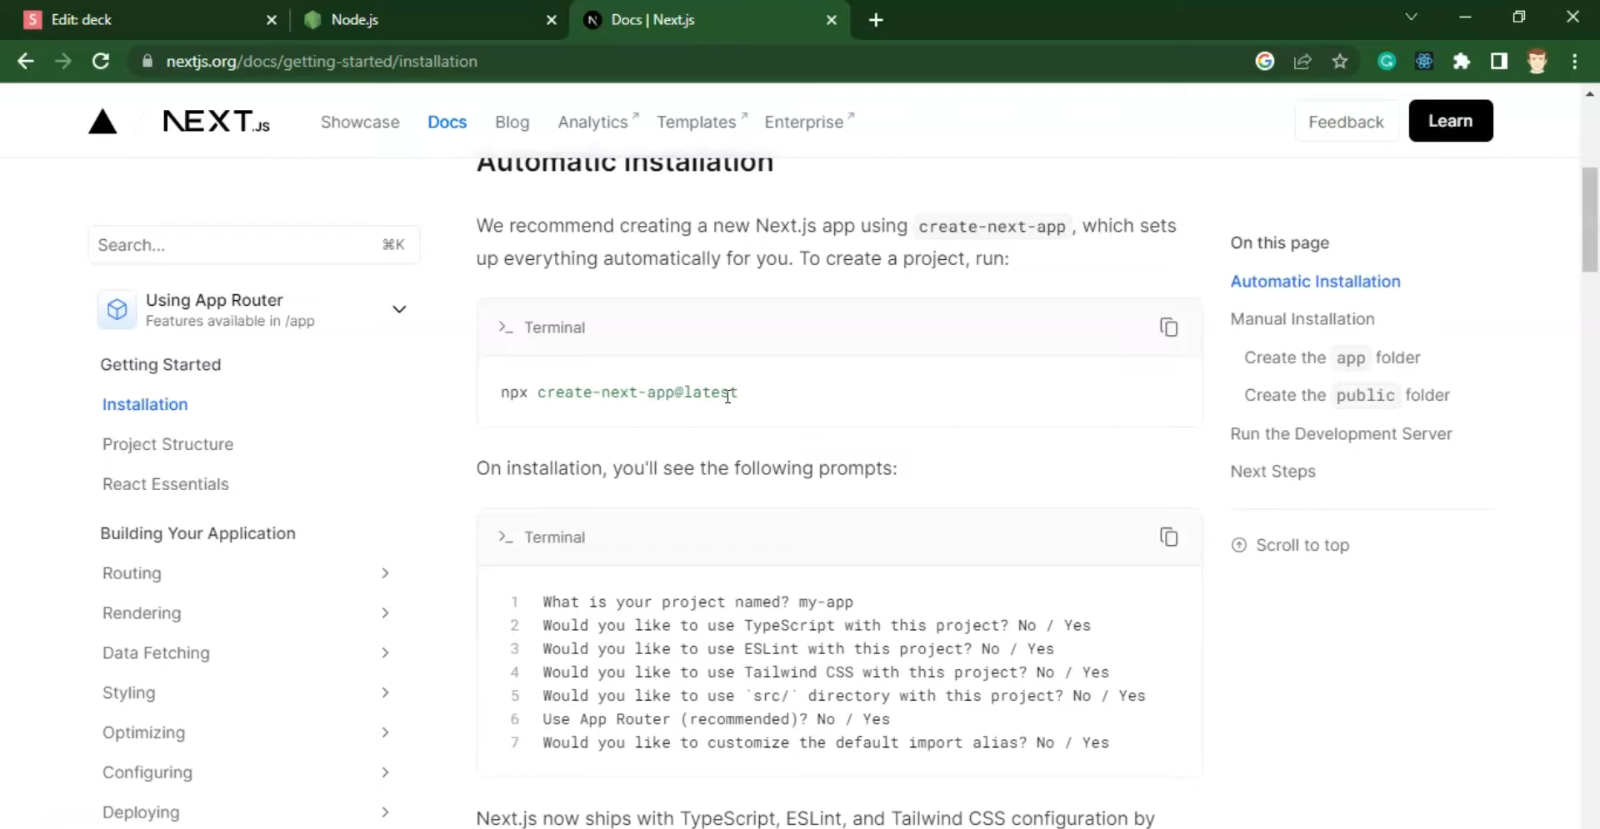 Edit: deck
Node.js
Docs | Next.js
nextjs.org/docs/getting-started/installation
NEXT.JS
Showcase
Docs
Blog
Analytics
Templates
Enterprise
Feedback
Learn
Search...
⌘K
Using App Router
Features available in /app
Getting Started
Installation
Project Structure
React Essentials
Building Your Application
Routing
Rendering
Data Fetching
Styling
Optimizing
Configuring
Deploying
Automatic Installation
We recommend creating a new Next.js app using create-next-app, which sets
up everything automatically for you. To create a project, run:
>_ Terminal
npx create-next-app@latest
On installation, you'll see the following prompts:
>_ Terminal
1 What is your project named? my-app
2 Would you like to use TypeScript with this project? No / Yes
3 Would you like to use ESLint with this project? No / Yes
4 Would you like to use Tailwind CSS with this project? No / Yes
5 Would you like to use `src/` directory with this project? No / Yes
6 Use App Router (recommended)? No / Yes
7 Would you like to customize the default import alias? No / Yes
Next.js now ships with TypeScript, ESLint, and Tailwind CSS configuration by
On this page
Automatic Installation
Manual Installation
Create the app folder
Create the public folder
Run the Development Server
Next Steps
Scroll to top